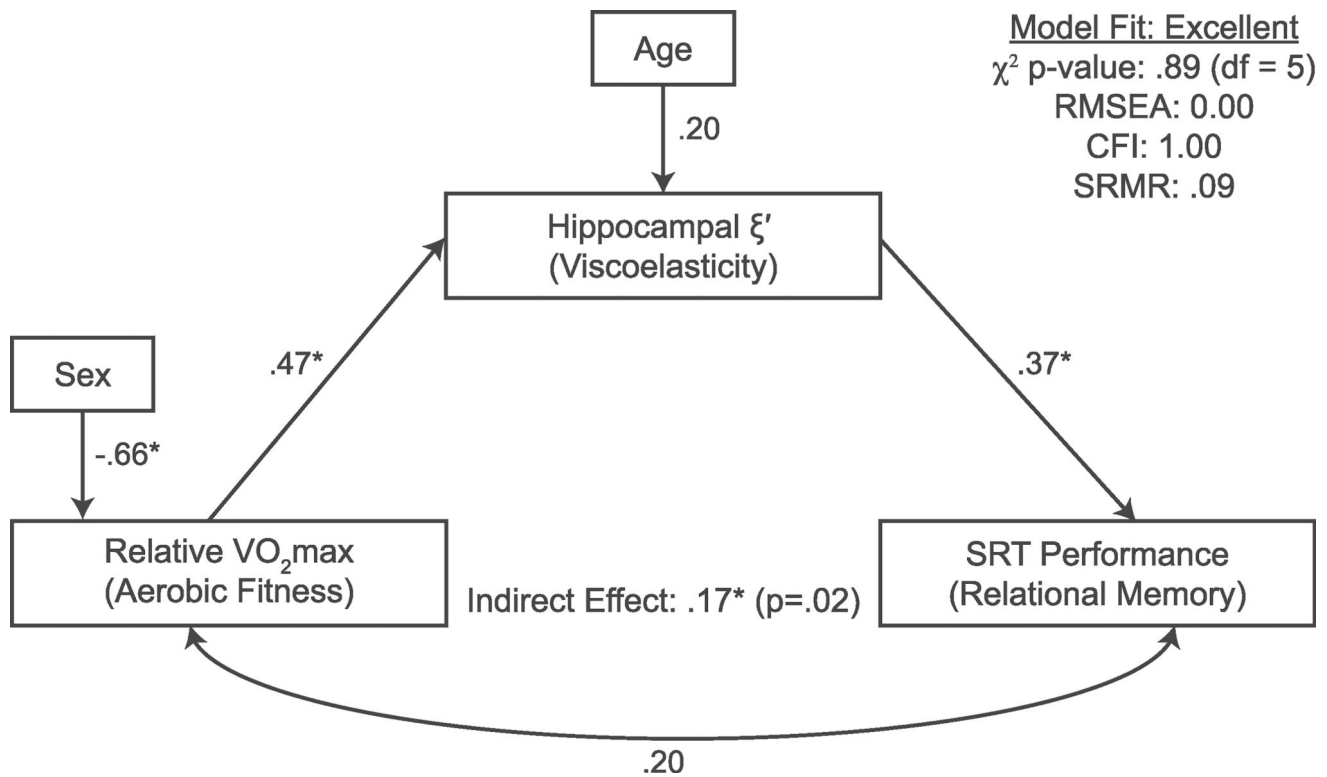 Age
Model Fit: Excellent
χ² p-value: .89 (df = 5)
RMSEA: 0.00
CFI: 1.00
SRMR: .09
.20
Hippocampal ξ′
(Viscoelasticity)
Sex
.47*
.37*
-.66*
Relative VO₂max
(Aerobic Fitness)
Indirect Effect: .17* (p=.02)
SRT Performance
(Relational Memory)
.20